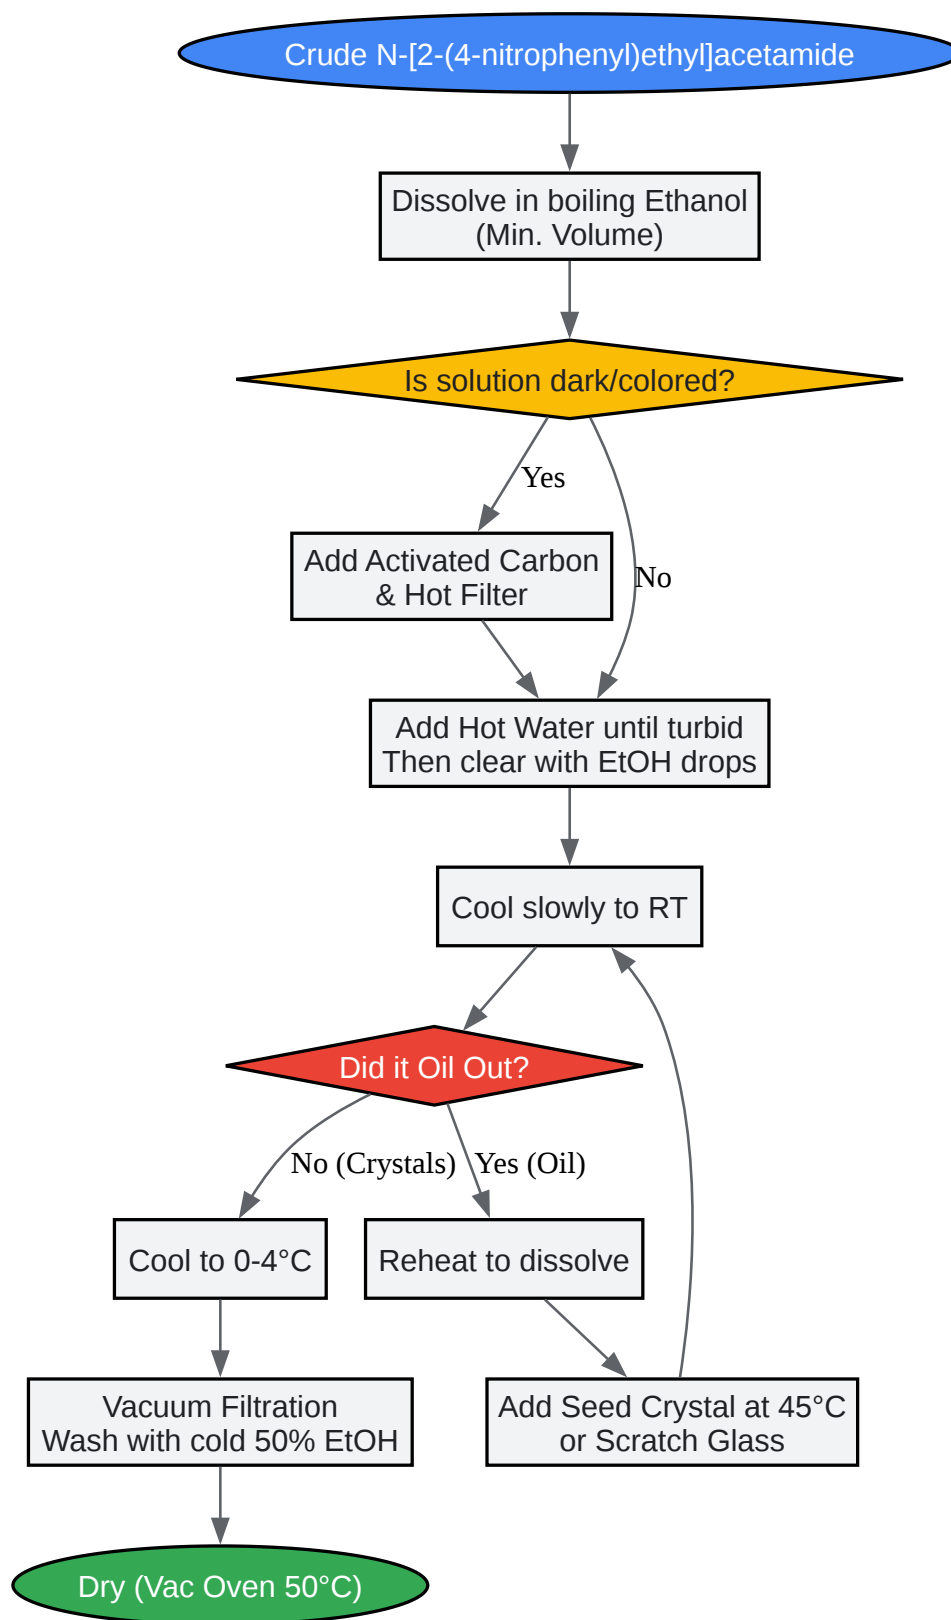 Crude N-[2-(4-nitrophenyl)ethyl]acetamide
Dissolve in boiling Ethanol
(Min. Volume)
Is solution dark/colored?
Yes
Add Activated Carbon
& Hot Filter
No
Add Hot Water until turbid
Then clear with EtOH drops
Cool slowly to RT
Did it Oil Out?
No (Crystals)
Yes (Oil)
Cool to 0-4°C
Reheat to dissolve
Vacuum Filtration
Wash with cold 50% EtOH
Add Seed Crystal at 45°C
or Scratch Glass
Dry (Vac Oven 50°C)